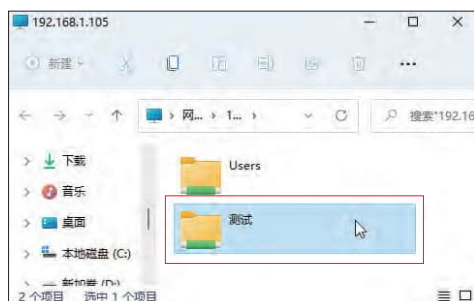 192.168.1.105
新建
网... 1...
搜索"192.16
下载
音乐
桌面
本地磁盘 (C:)
新加卷 (D:)
Users
测试
2 个项目 选中 1 个项目